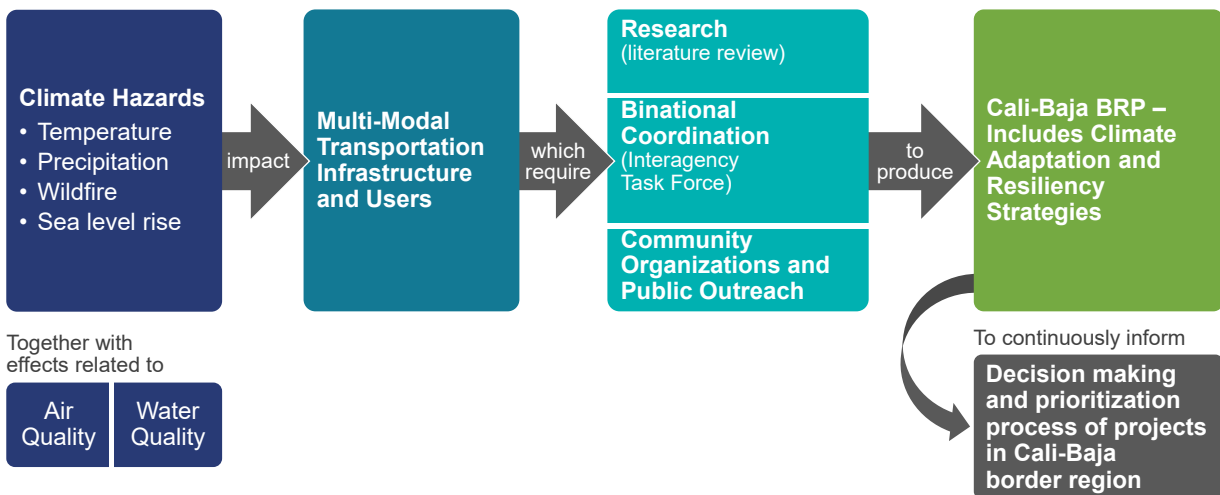 Climate Hazards
• Temperature
• Precipitation
• Wildfire
• Sea level rise
impact
Multi-Modal
Transportation
Infrastructure
and Users
which
require
Research
(literature review)
Binational
Coordination
(Interagency
Task Force)
Community
Organizations and
Public Outreach
to
produce
Cali-Baja BRP –
Includes Climate
Adaptation and
Resiliency
Strategies
Together with
effects related to
Air
Quality
Water
Quality
To continuously inform
Decision making
and prioritization
process of projects
in Cali-Baja
border region